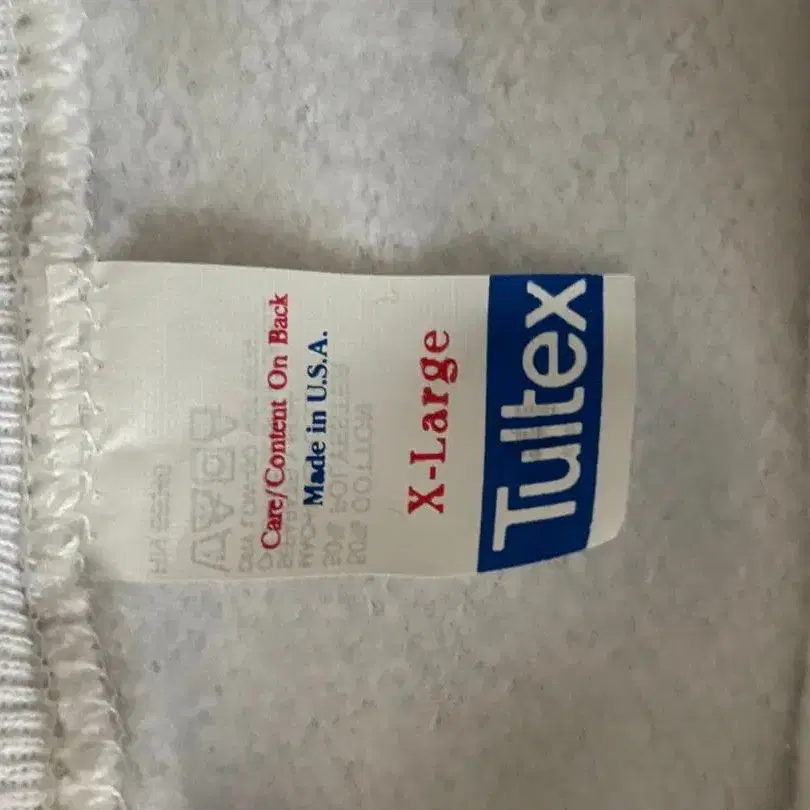 Care/Content On Back
Made in U.S.A.
X-Large
Tultex